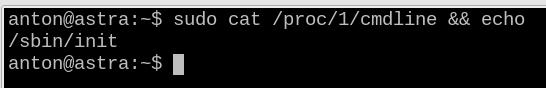 anton@astra:~$ sudo cat /proc/1/cmdline && echo
/sbin/init
anton@astra:~$